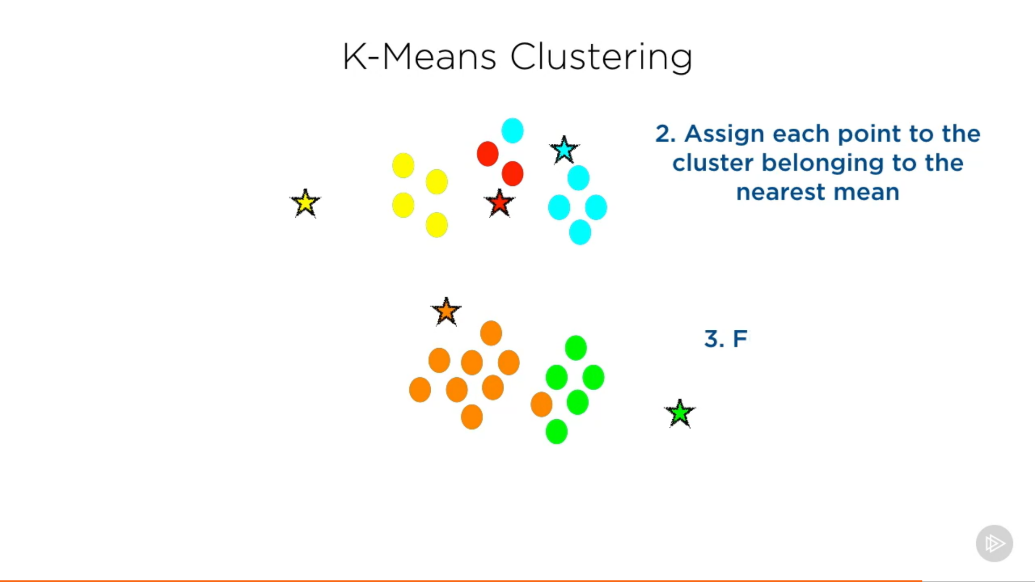 K-Means Clustering
2. Assign each point to the
cluster belonging to the
nearest mean
3. F